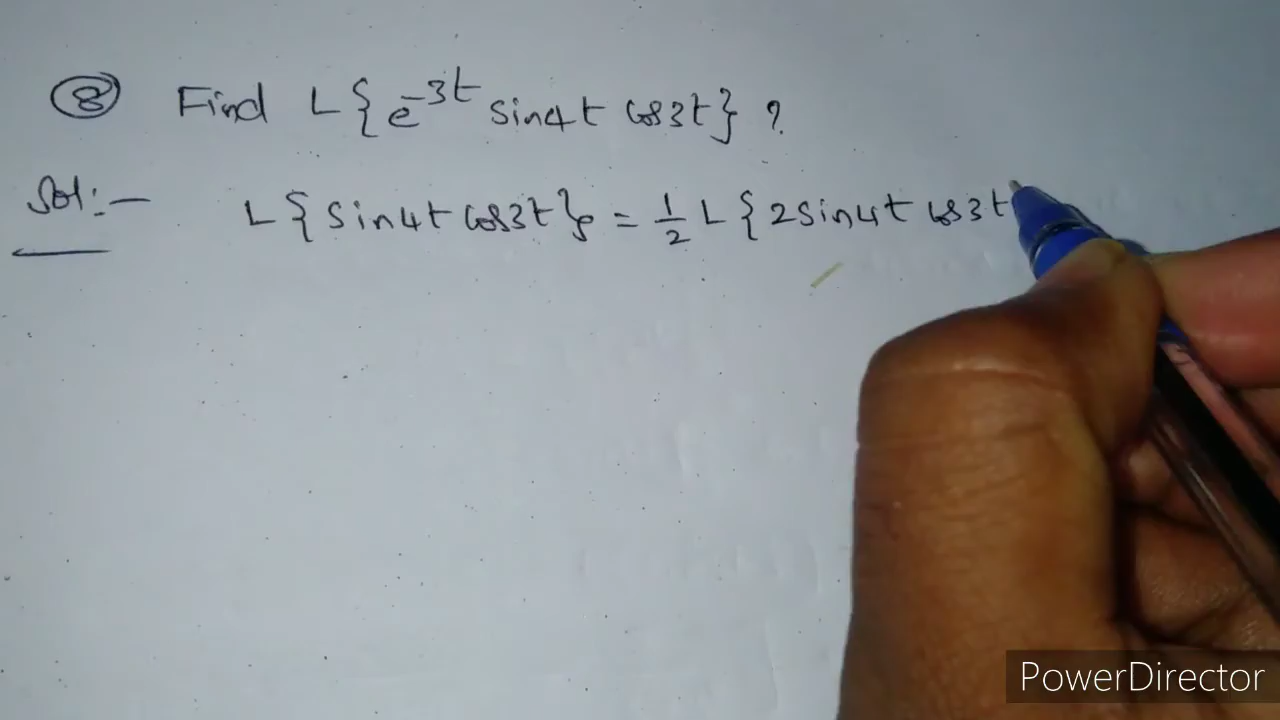 ⑧ Find L{e^-3t sin4t cos3t} ?
Sol:- L{sin4t cos3t} = 1/2 L{2sin4t cos3t
PowerDirector